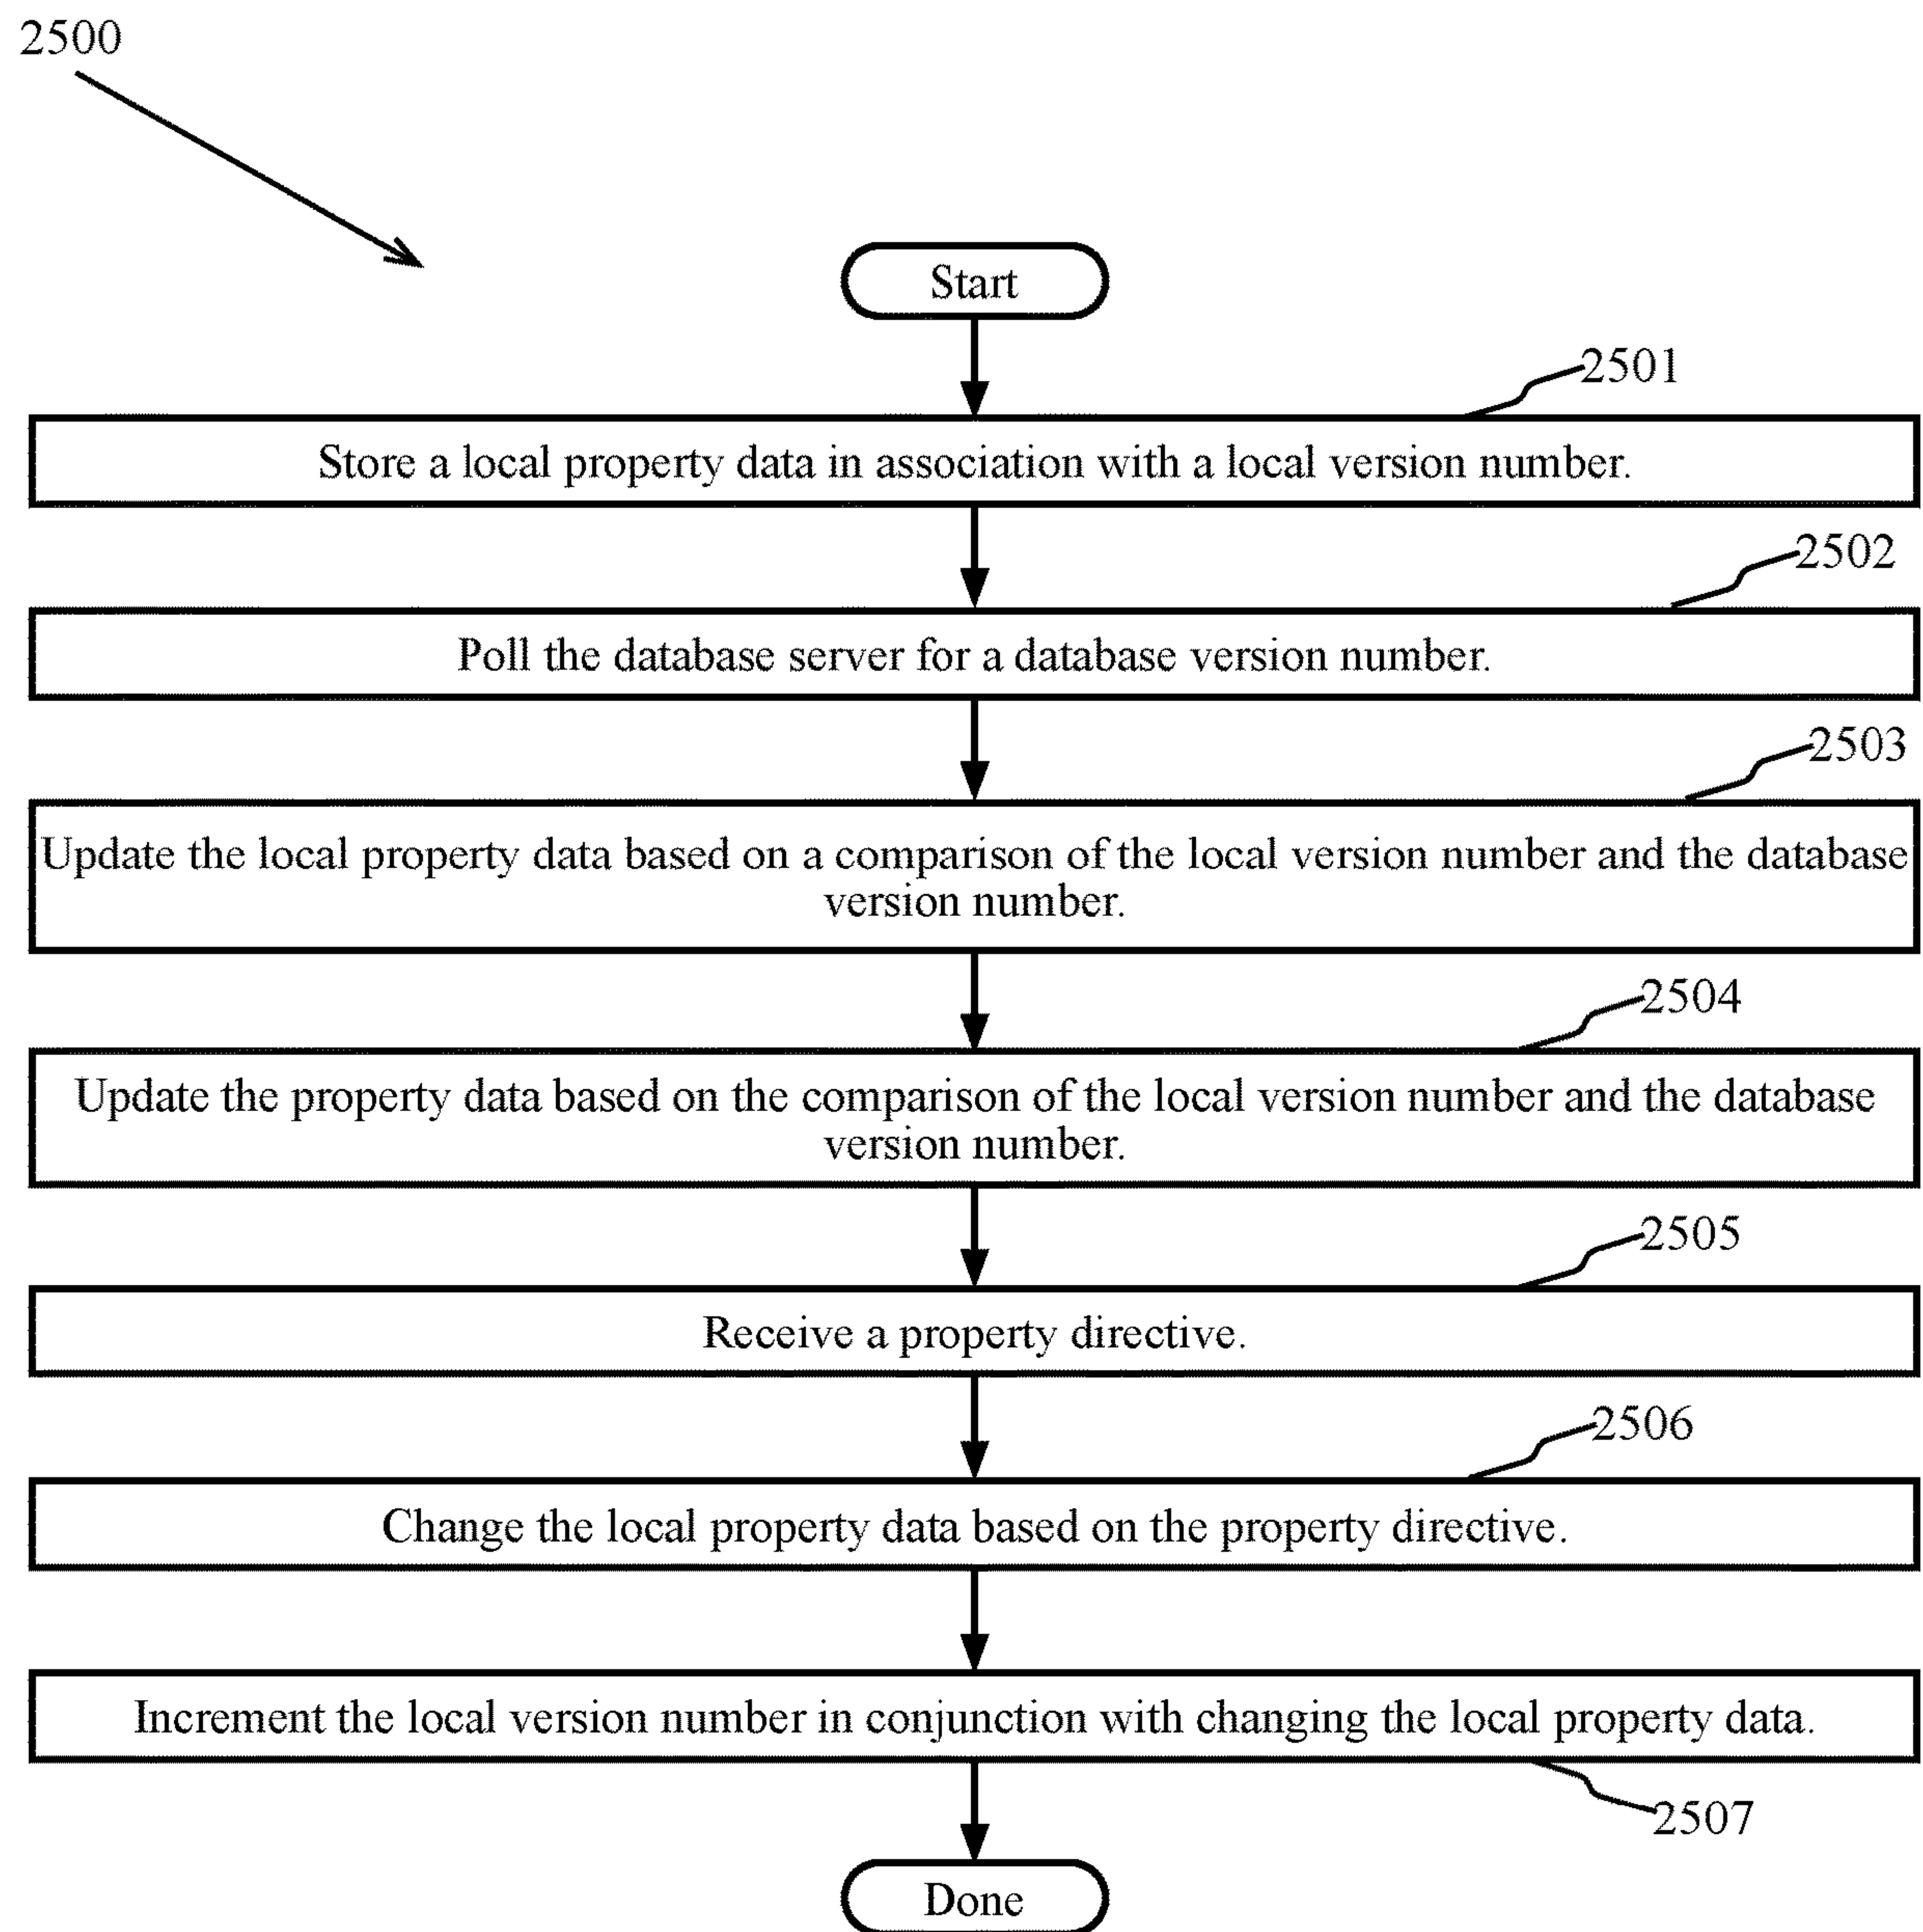 2500
Start
2501
Store a local property data in association with a local version number.
2502
Poll the database server for a database version number.
2503
Update the local property data based on a comparison of the local version number and the database
version number.
2504
Update the property data based on the comparison of the local version number and the database
version number.
2505
Receive a property directive.
2506
Change the local property data based on the property directive.
Increment the local version number in conjunction with changing the local property data.
2507
Done